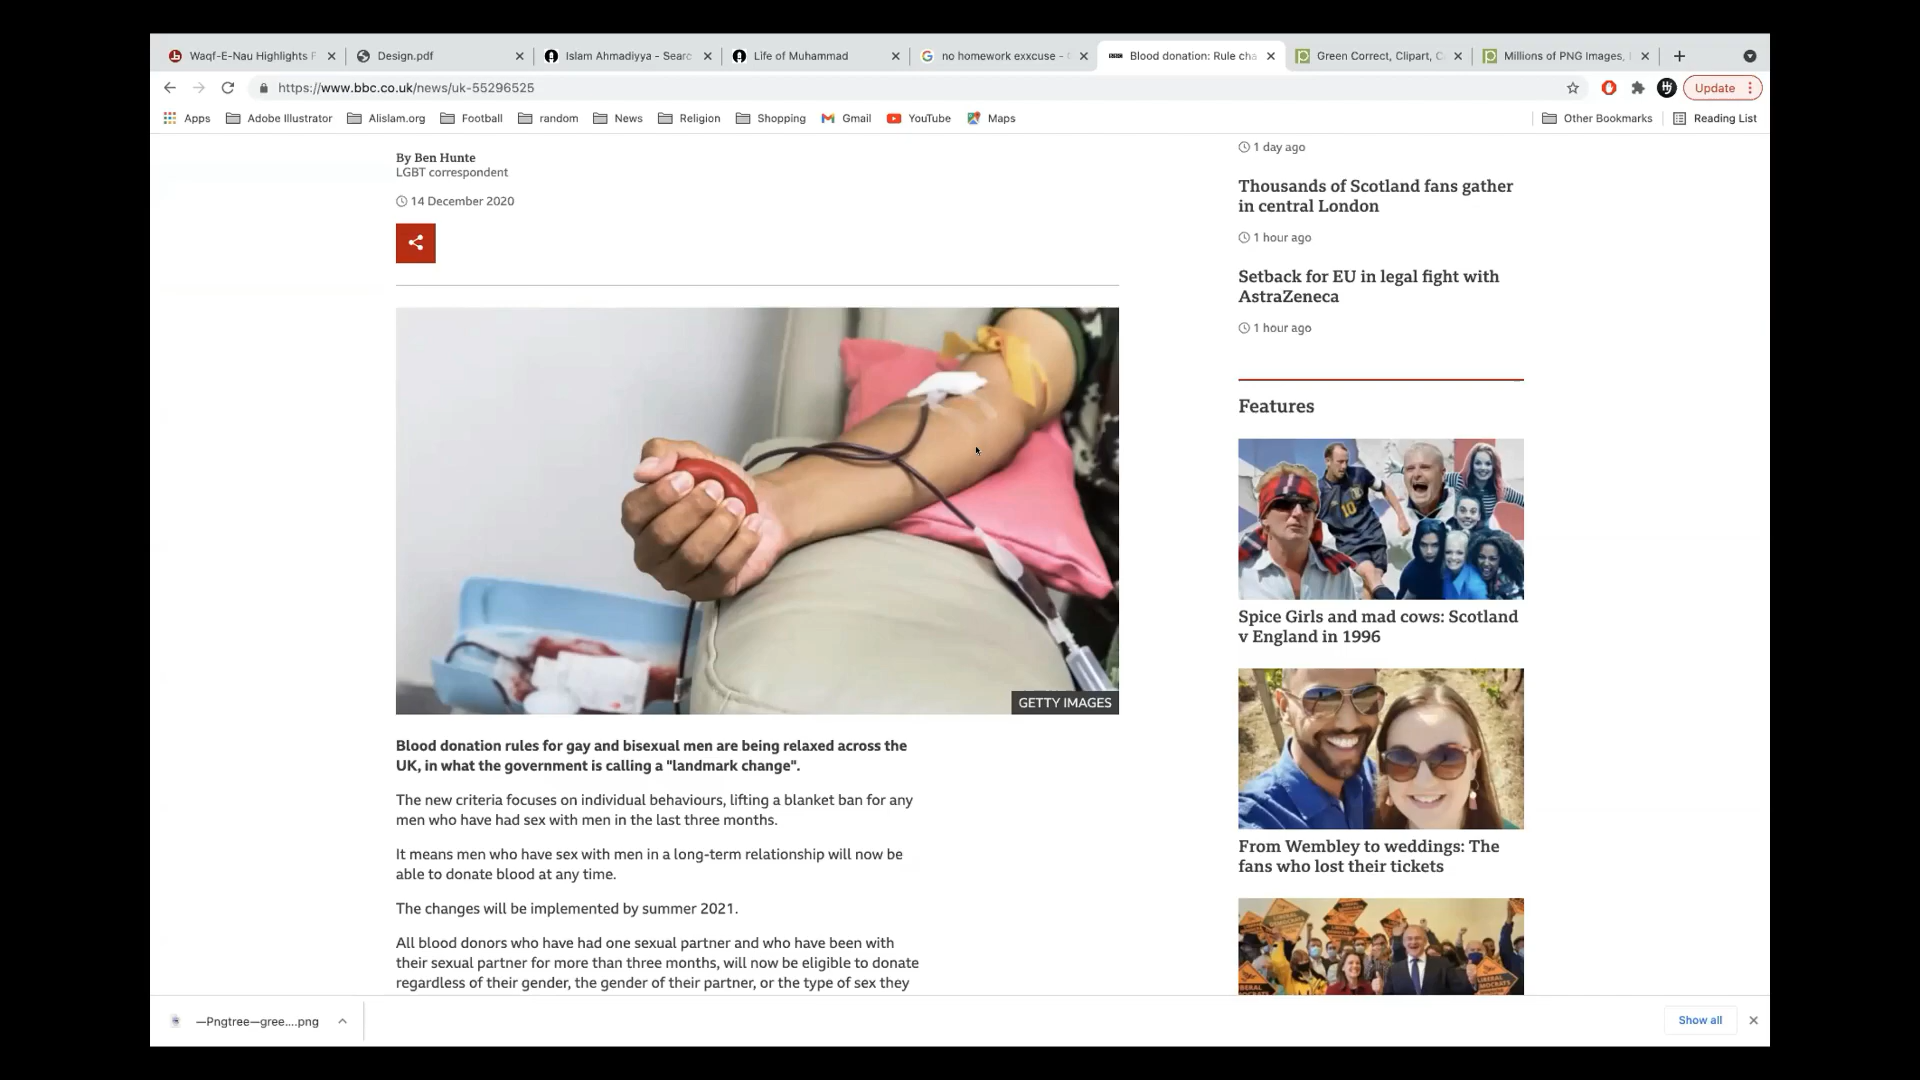 Waqf-E-Nau Highlights F
Design.pdf
Islam Ahmadiyya - Searc
Life of Muhammad
no homework exxcuse -
Blood donation: Rule cha
Green Correct, Clipart, C
Millions of PNG Images,
https://www.bbc.co.uk/news/uk-55296525
Update
Apps
Adobe Illustrator
Alislam.org
Football
random
News
Religion
Shopping
Gmail
YouTube
Maps
Other Bookmarks
Reading List
By Ben Hunte
LGBT correspondent
14 December 2020
GETTY IMAGES
Blood donation rules for gay and bisexual men are being relaxed across the
UK, in what the government is calling a "landmark change".
The new criteria focuses on individual behaviours, lifting a blanket ban for any
men who have had sex with men in the last three months.
It means men who have sex with men in a long-term relationship will now be
able to donate blood at any time.
The changes will be implemented by summer 2021.
All blood donors who have had one sexual partner and who have been with
their sexual partner for more than three months, will now be eligible to donate
regardless of their gender, the gender of their partner, or the type of sex they
1 day ago
Thousands of Scotland fans gather
in central London
1 hour ago
Setback for EU in legal fight with
AstraZeneca
1 hour ago
Features
10
Spice Girls and mad cows: Scotland
v England in 1996
From Wembley to weddings: The
fans who lost their tickets
—Pngtree—gree....png
Show all